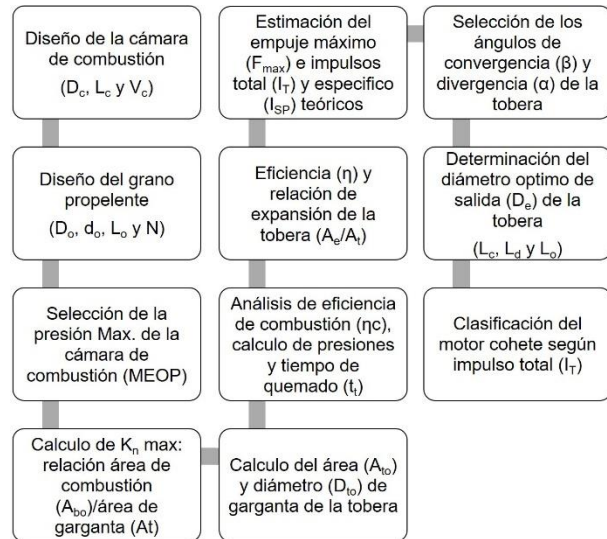 Diseño de la cámara
de combustión
(Dc, Lc y Vc)
Diseño del grano
propelente
(Do, do, Lo y N)
Selección de la
presión Max. de la
cámara de
combustión (MEOP)
Calculo de Kn max:
relación área de
combustión
(Abo)/área de
garganta (At)
Calculo del área (Ato)
y diámetro (Dto) de
garganta de la tobera
Análisis de eficiencia
de combustión (ηc),
calculo de presiones
y tiempo de
quemado (tt)
Eficiencia (η) y
relación de
expansión de la
tobera (Ae/At)
Estimación del
empuje máximo
(Fmax) e impulsos
total (IT) y especifico
(ISP) teóricos
Selección de los
ángulos de
convergencia (β) y
divergencia (α) de la
tobera
Determinación del
diámetro optimo de
salida (De) de la
tobera
(Lc, Ld y Lo)
Clasificación del
motor cohete según
impulso total (IT)